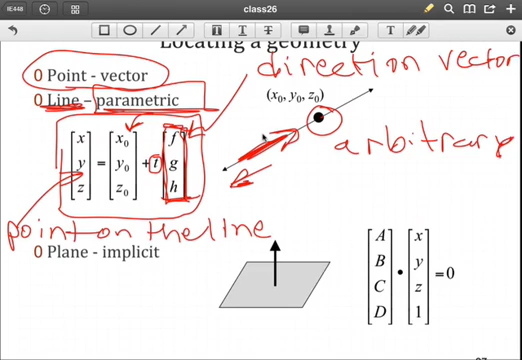 IE448
class26
Locating a geometry
O Point - vector
direction vector
O Line - parametric
(x₀, y₀, z₀)
arbitrary
[x y z] = [x₀ y₀ z₀] + t [f g h]
point on the line
O Plane - implicit
[A B C D] • [x y z 1] = 0